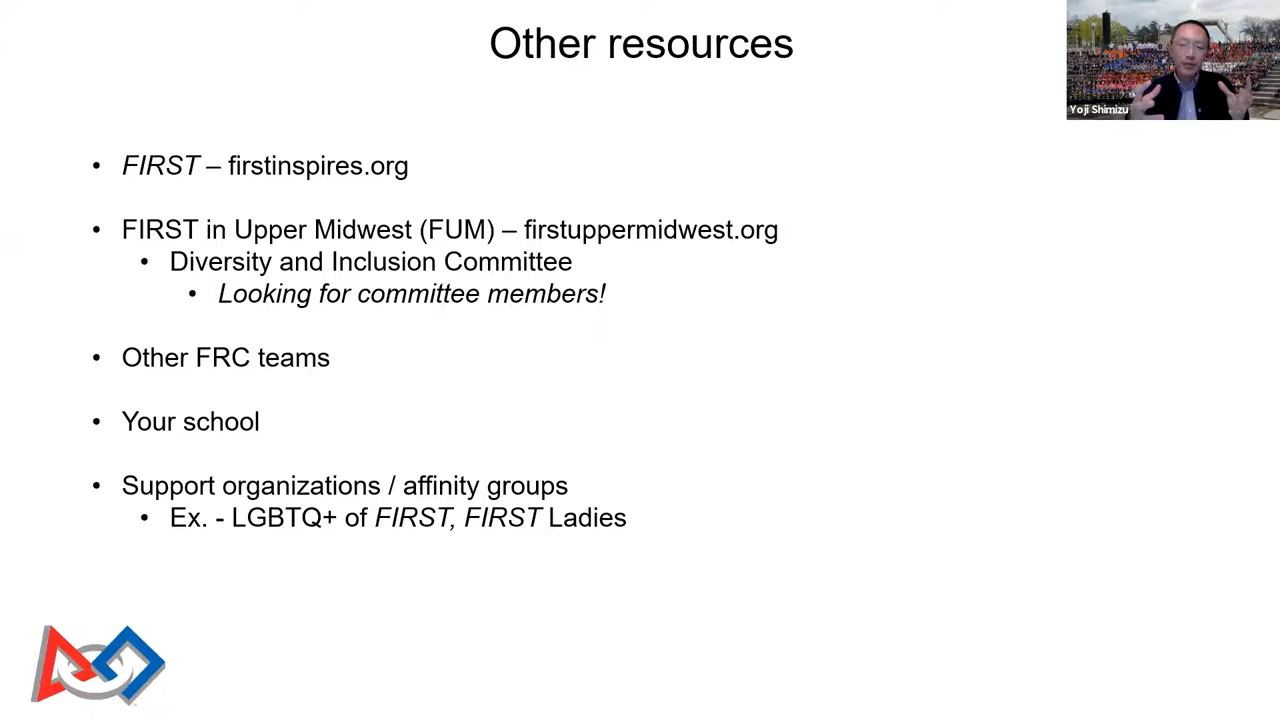 Other resources
Yoji Shimizu
• FIRST – firstinspires.org
• FIRST in Upper Midwest (FUM) – firstuppermidwest.org
• Diversity and Inclusion Committee
• Looking for committee members!
• Other FRC teams
• Your school
• Support organizations / affinity groups
• Ex. - LGBTQ+ of FIRST, FIRST Ladies